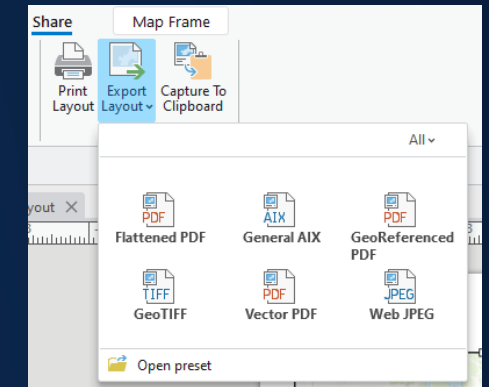 Share
Map Frame
Print
Layout
Export
Layout
Capture To
Clipboard
All
yout
PDF
Flattened PDF
AIX
General AIX
PDF
GeoReferenced
PDF
TIFF
GeoTIFF
PDF
Vector PDF
JPEG
Web JPEG
Open preset